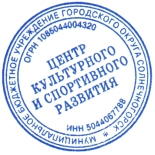 МУНИЦИПАЛЬНОЕ БЮДЖЕТНОЕ УЧРЕЖДЕНИЕ ГОРОДСКОГО ОКРУГА СОЛНЕЧНОГОРСК *
ОГРН 1085044004320
ЦЕНТР
КУЛЬТУРНОГО
И СПОРТИВНОГО
РАЗВИТИЯ
ИНН 5044067788